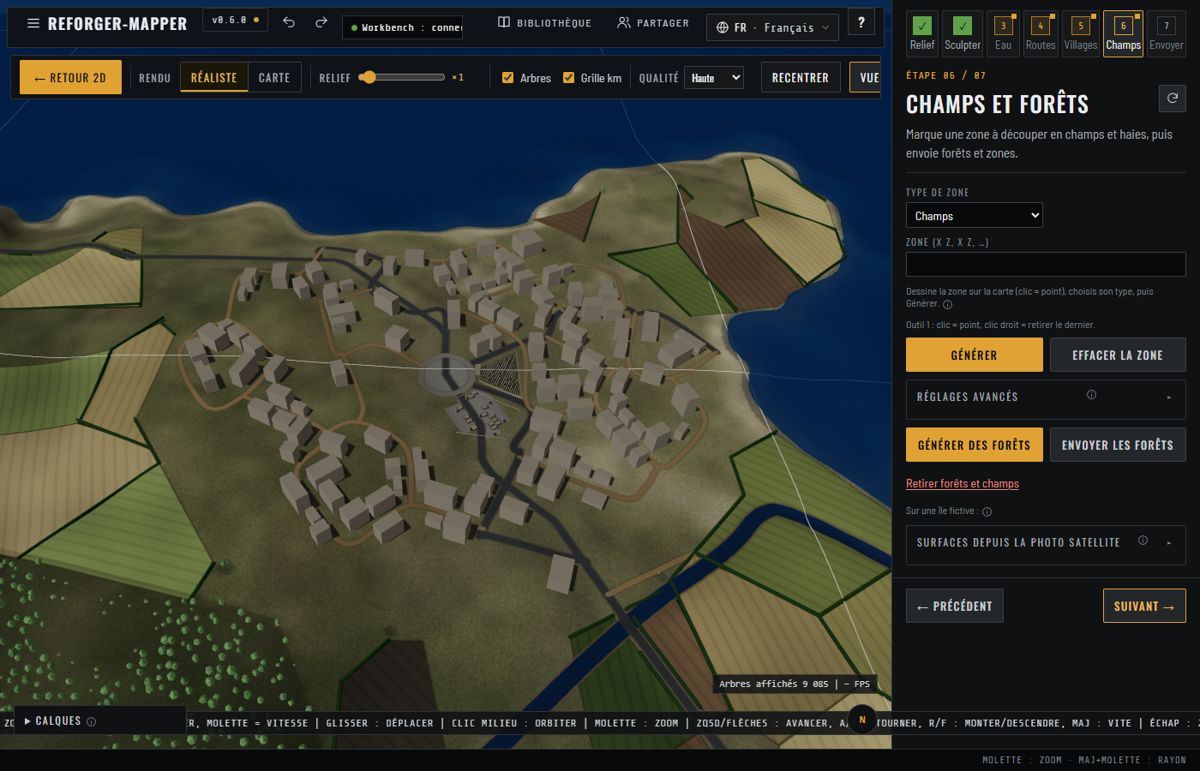 REFORGER-MAPPER
v0.5.0
Workbench : connec
BIBLIOTHÈQUE
PARTAGER
FR · Français
?
← RETOUR 2D
RENDU
RÉALISTE
CARTE
RELIEF
×1
Arbres
Grille km
QUALITÉ
Haute
RECENTRER
VUE
Relief
Sculpter
3
Eau
4
Routes
5
Villages
6
Champs
7
Envoyer
ÉTAPE 06 / 07
CHAMPS ET FORÊTS
Marque une zone à découper en champs et haies, puis
envoie forêts et zones.
TYPE DE ZONE
Champs
ZONE (X Z, X Z, …)
Dessine la zone sur la carte (clic = point), choisis son type, puis
Générer.
Outil 1 : clic = point, clic droit = retirer le dernier.
GÉNÉRER
EFFACER LA ZONE
RÉGLAGES AVANCÉS
GÉNÉRER DES FORÊTS
ENVOYER LES FORÊTS
Retirer forêts et champs
Sur une île fictive :
SURFACES DEPUIS LA PHOTO SATELLITE
← PRÉCÉDENT
SUIVANT →
Arbres affichés 9 085 | – FPS
CALQUES
R, MOLETTE = VITESSE | GLISSER : DÉPLACER | CLIC MILIEU : ORBITER | MOLETTE : ZOOM | ZQSD/FLÈCHES : AVANCER, A/
N
OURNER, R/F : MONTER/DESCENDRE, MAJ : VITE | ÉCHAP :
MOLETTE : ZOOM · MAJ+MOLETTE : RAYON